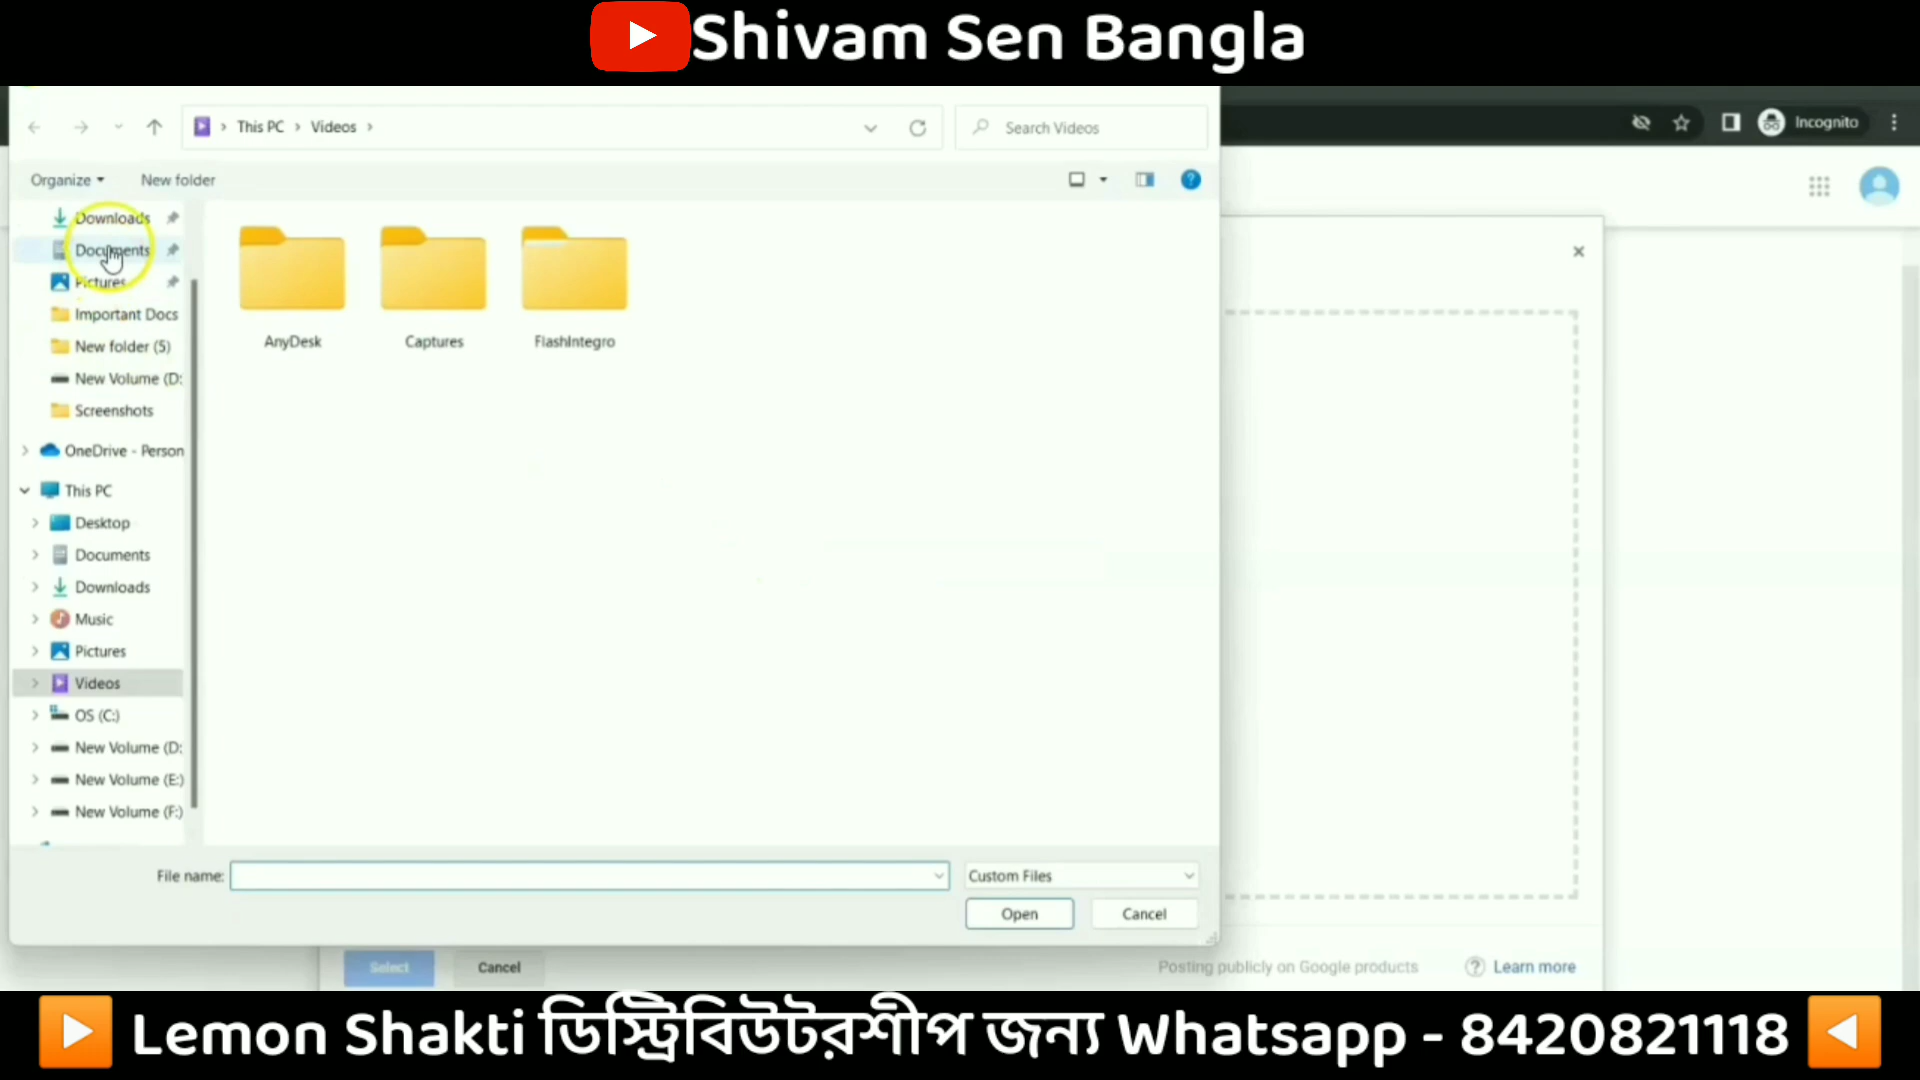 Shivam Sen Bangla
This PC > Videos >
Search Videos
Incognito
Organize
New folder
Downloads
Documents
Pictures
Important Docs
New folder (5)
New Volume (D:
Screenshots
OneDrive - Person
This PC
Desktop
Documents
Downloads
Music
Pictures
Videos
OS (C:)
New Volume (D:
New Volume (E:)
New Volume (F:)
AnyDesk
Captures
FlashIntegro
File name:
Custom Files
Open
Cancel
Select
Cancel
Posting publicly on Google products
Learn more
Lemon Shakti ডিস্ট্রিবিউটরশীপ জন্য Whatsapp - 8420821118